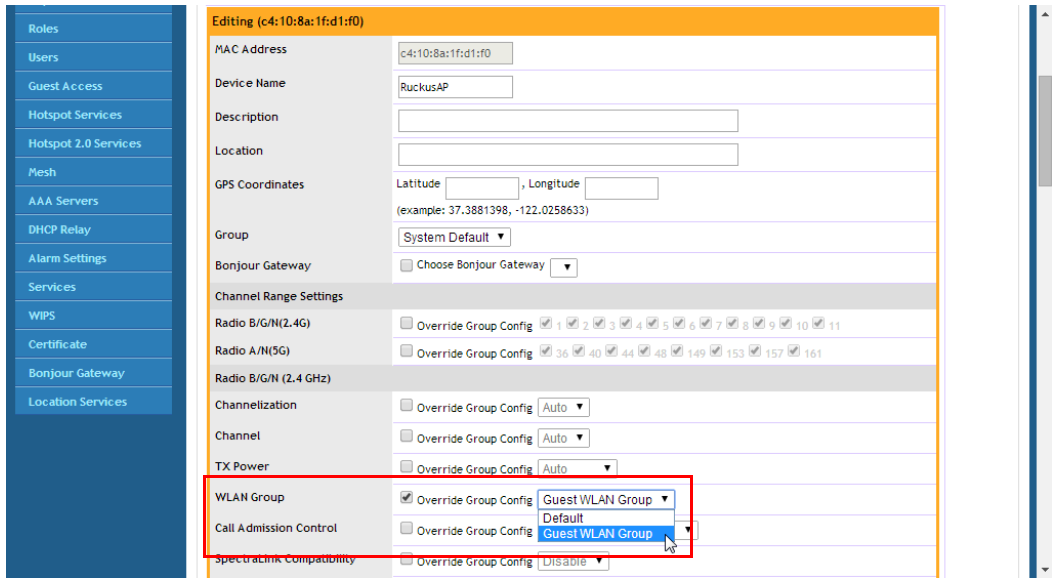 Roles
Users
Guest Access
Hotspot Services
Hotspot 2.0 Services
Mesh
AAA Servers
DHCP Relay
Alarm Settings
Services
WIPS
Certificate
Bonjour Gateway
Location Services
Editing (c4:10:8a:1f:d1:f0)
MAC Address c4:10:8a:1f:d1:f0
Device Name RuckusAP
Description
Location
GPS Coordinates Latitude , Longitude
(example: 37.3881398, -122.0258633)
Group System Default
Bonjour Gateway Choose Bonjour Gateway
Channel Range Settings
Radio B/G/N(2.4G) Override Group Config 1 2 3 4 5 6 7 8 9 10 11
Radio A/N(5G) Override Group Config 36 40 44 48 149 153 157 161
Radio B/G/N (2.4 GHz)
Channelization Override Group Config Auto
Channel Override Group Config Auto
TX Power Override Group Config Auto
WLAN Group Override Group Config Guest WLAN Group
Default
Call Admission Control Override Group Config Guest WLAN Group
SpectraLink Compatibility Override Group Config Disable